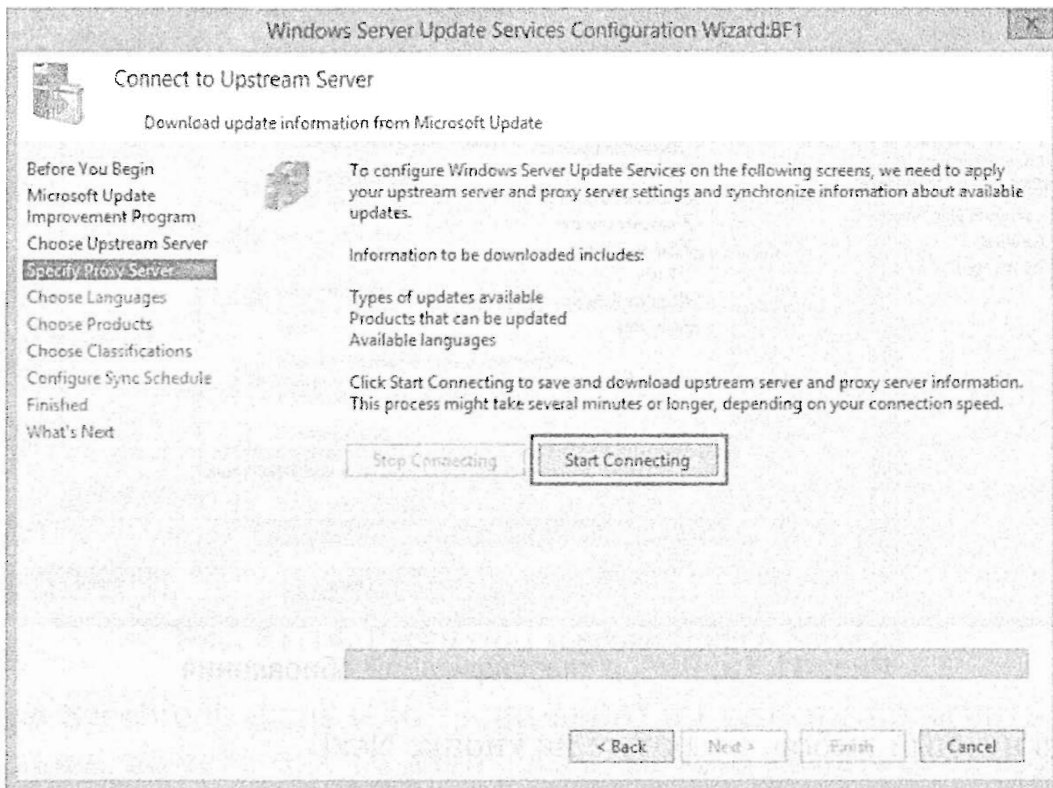 Windows Server Update Services Configuration Wizard:BF1
X
Connect to Upstream Server
Download update information from Microsoft Update
Before You Begin
Microsoft Update
Improvement Program
Choose Upstream Server
Specify Proxy Server
Choose Languages
Choose Products
Choose Classifications
Configure Sync Schedule
Finished
What's Next
To configure Windows Server Update Services on the following screens, we need to apply
your upstream server and proxy server settings and synchronize information about available
updates.
Information to be downloaded includes:
Types of updates available
Products that can be updated
Available languages
Click Start Connecting to save and download upstream server and proxy server information.
This process might take several minutes or longer, depending on your connection speed.
Stop Connecting
Start Connecting
< Back
Next >
Finish
Cancel